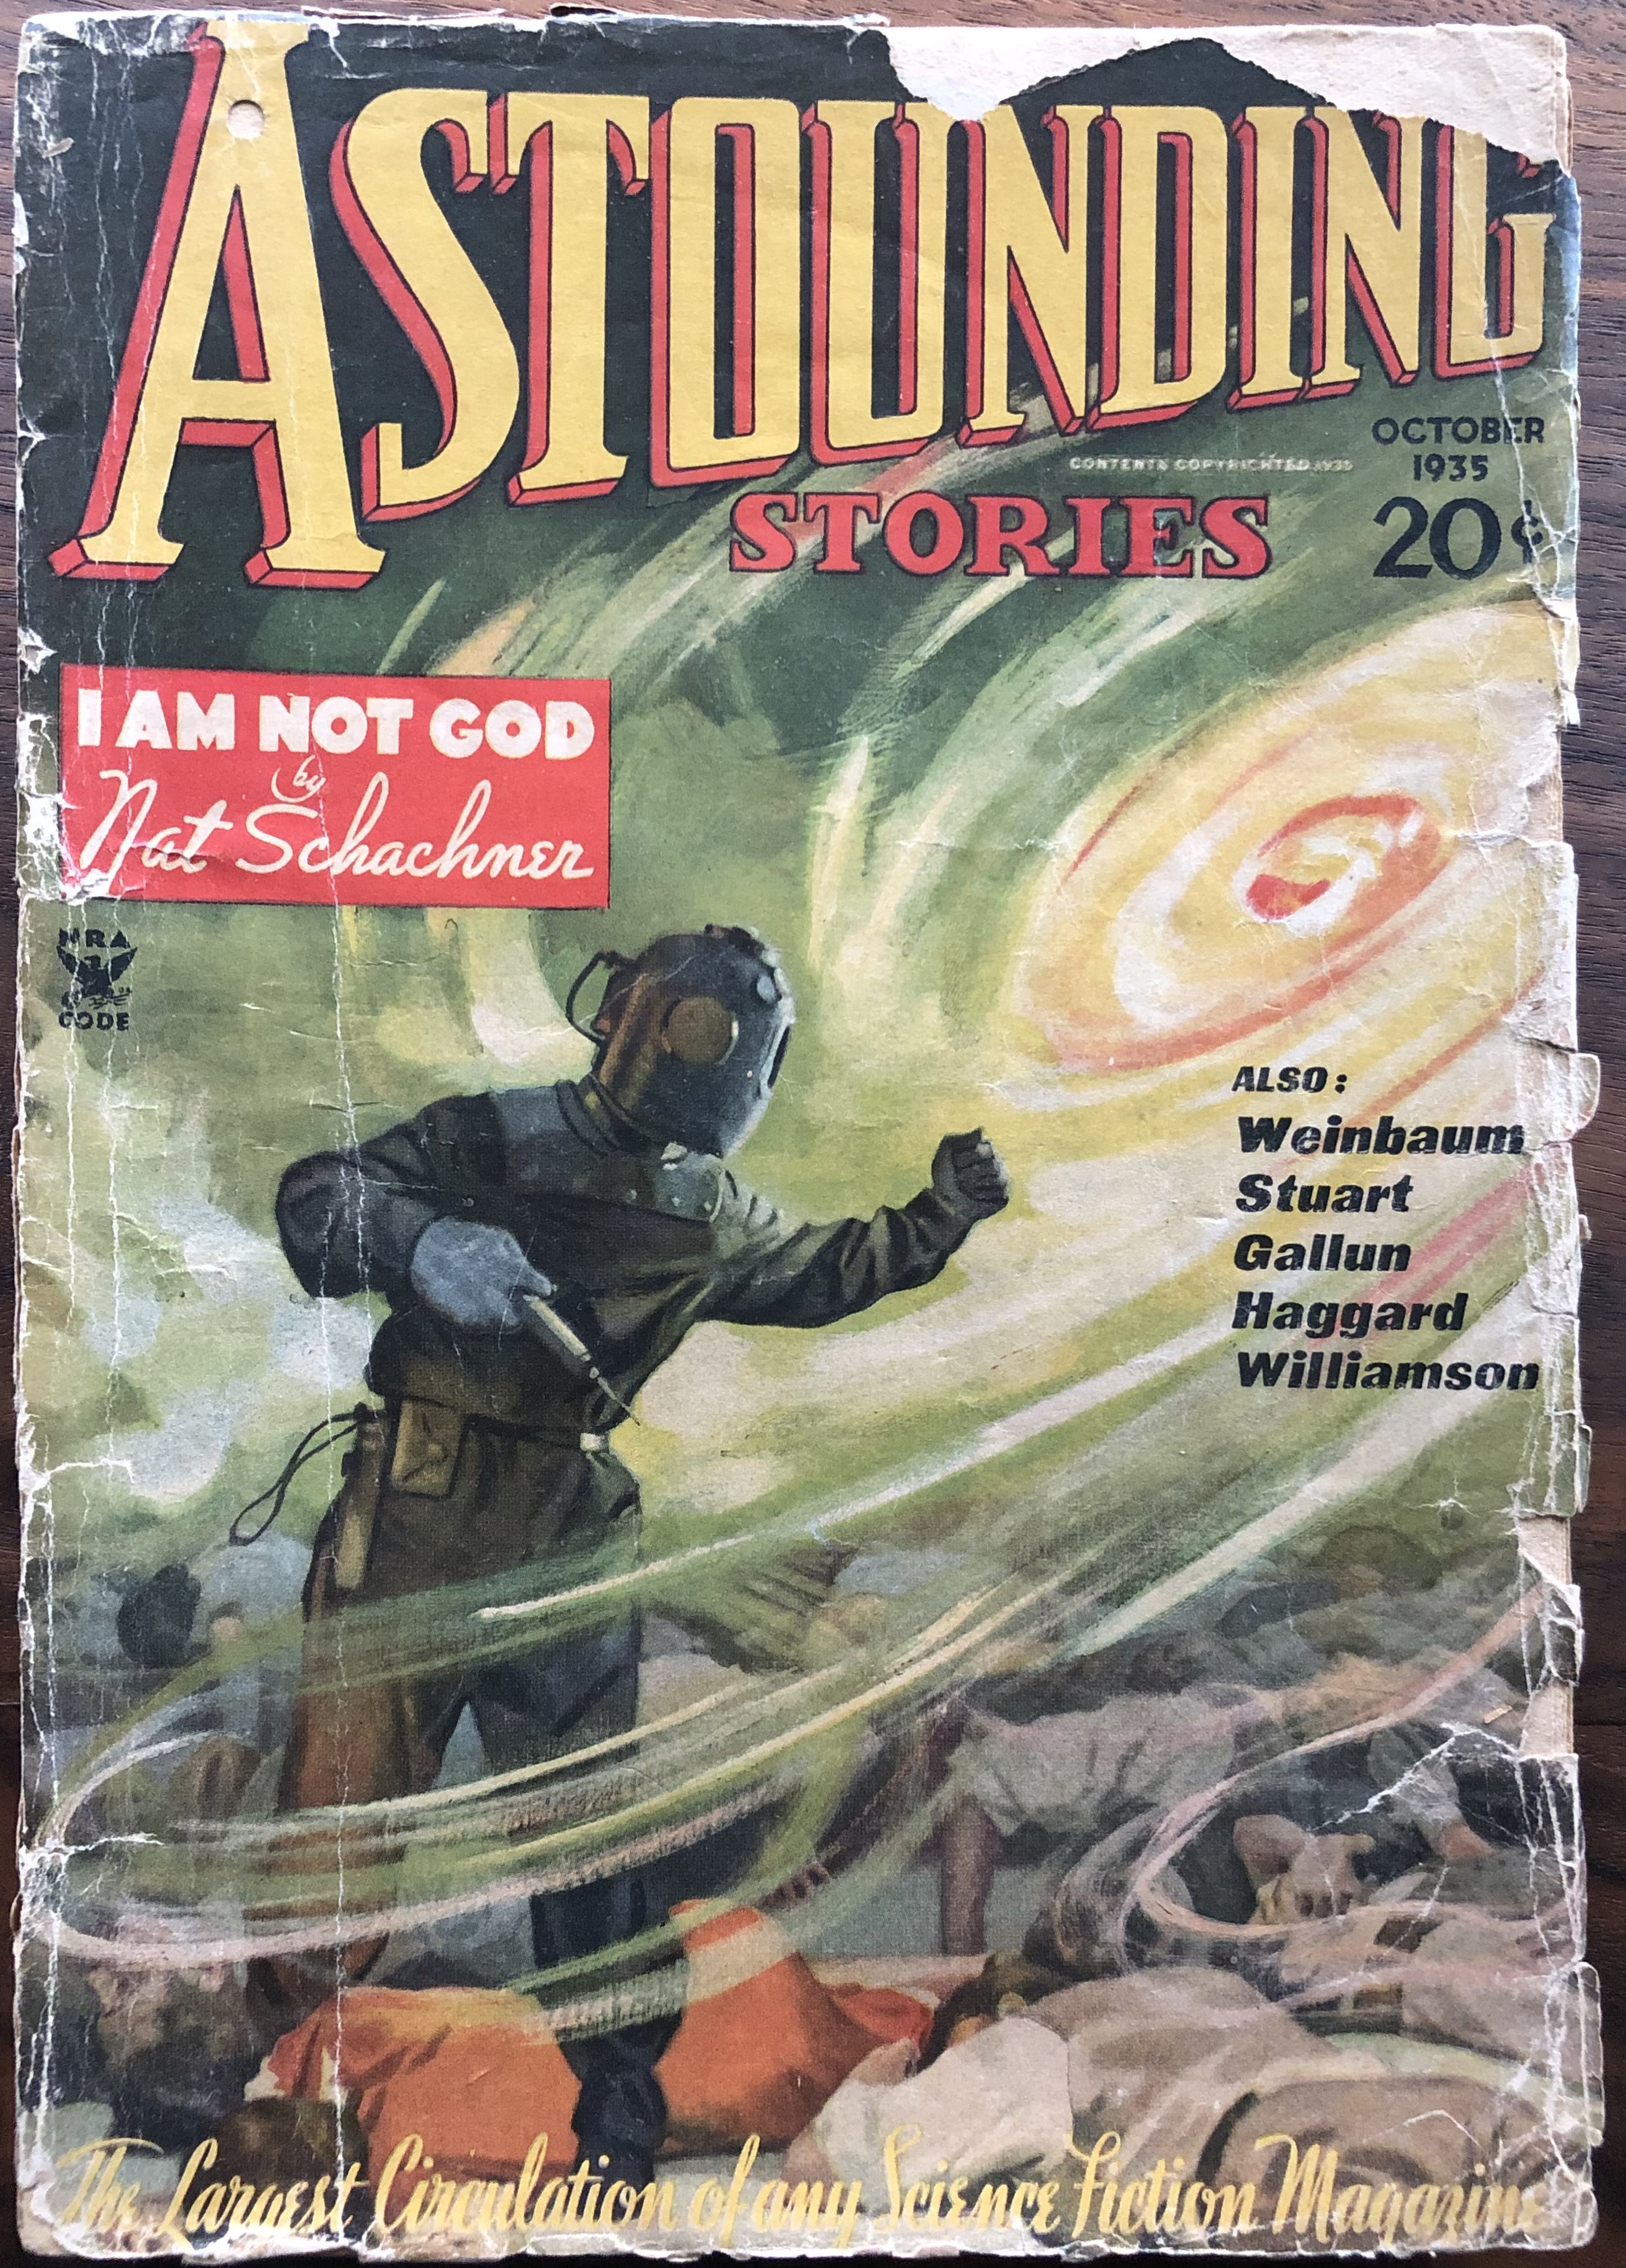 ASTOUNDING
STORIES
CONTENTS COPYRIGHTED 1935
OCTOBER
1935
20¢
I AM NOT GOD
by
Nat Schachner
NRA
CODE
ALSO:
Weinbaum
Stuart
Gallun
Haggard
Williamson
The Largest Circulation of any Science Fiction Magazine